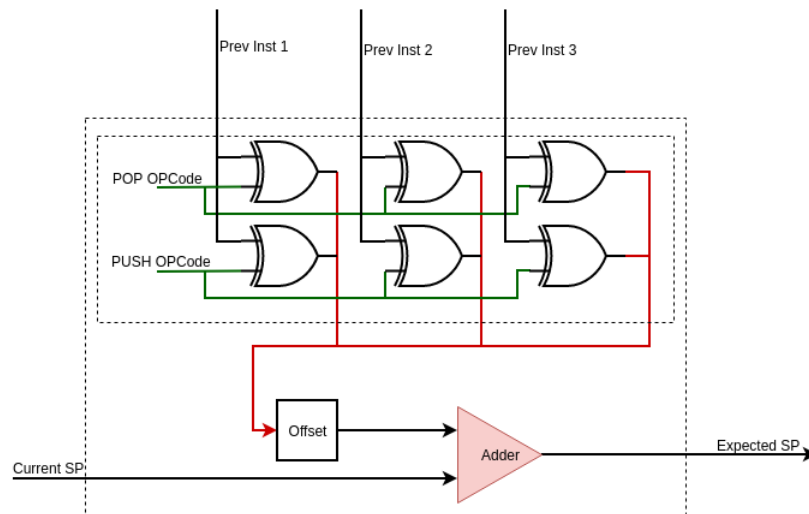 Prev Inst 1
Prev Inst 2
Prev Inst 3
POP OPCode
PUSH OPCode
Offset
Adder
Expected SP
Current SP